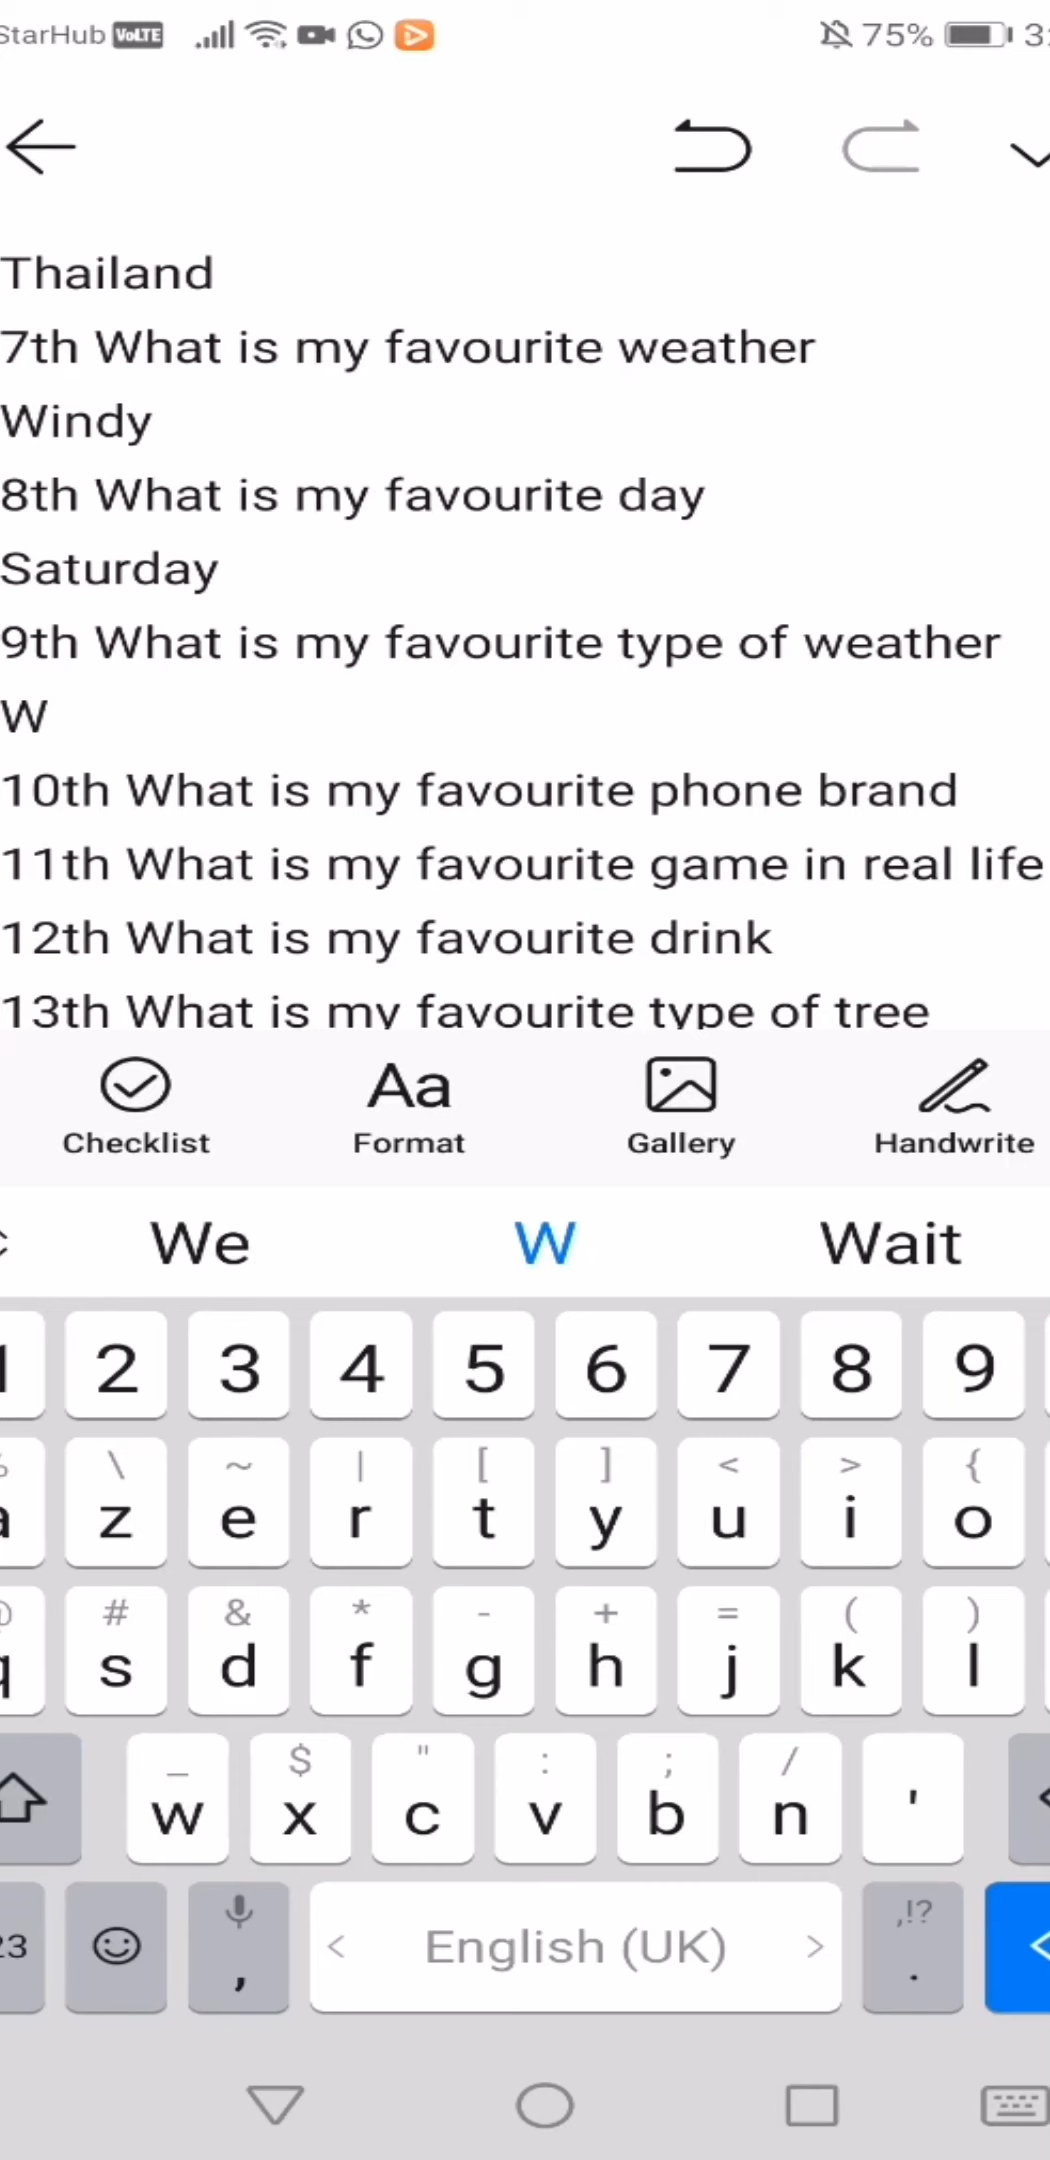 StarHub VoLTE 75% 3:
Thailand
7th What is my favourite weather
Windy
8th What is my favourite day
Saturday
9th What is my favourite type of weather
W
10th What is my favourite phone brand
11th What is my favourite game in real life
12th What is my favourite drink
13th What is my favourite type of tree
Checklist Format Gallery Handwrite
We W Wait
1 2 3 4 5 6 7 8 9
% \ ~ | [ ] < > {
a z e r t y u i o
@ # & * - + = ( )
q s d f g h j k l
_ $ " : ; /
w x c v b n '
,!?
23 , < English (UK) > .